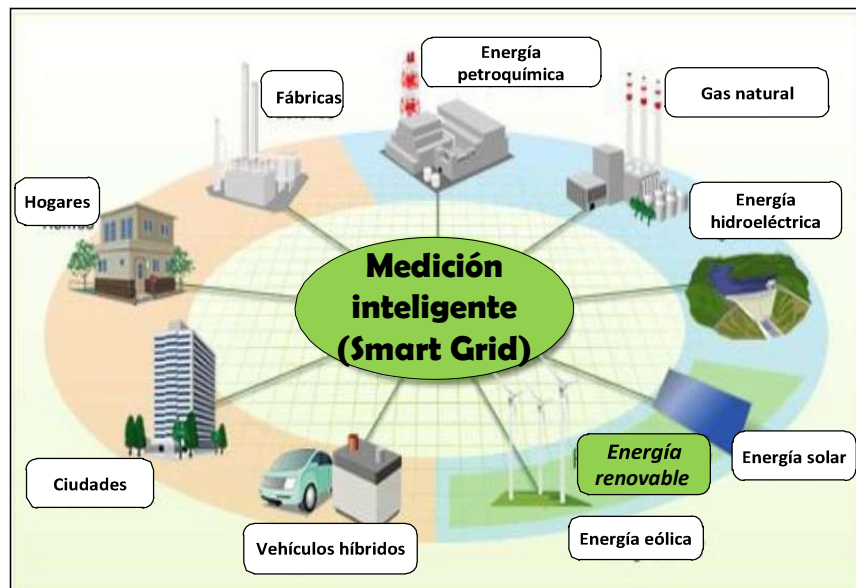 Energía
petroquímica
Fábricas
Gas natural
Hogares
Energía
hidroeléctrica
Medición
inteligente
(Smart Grid)
Energía
renovable
Energía solar
Ciudades
Vehículos híbridos
Energía eólica